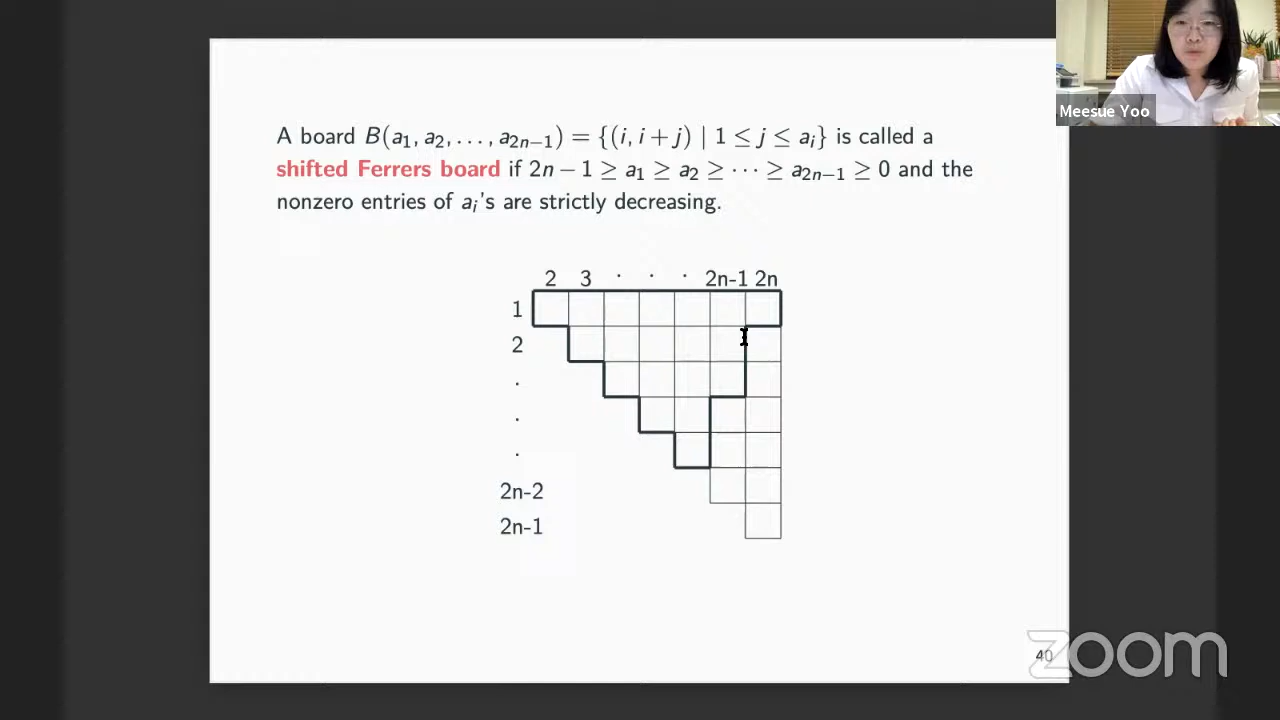 Meesue Yoo
A board B(a₁, a₂, . . . , a₂ₙ₋₁) = {(i, i + j) | 1 ≤ j ≤ aᵢ} is called a
shifted Ferrers board if 2n − 1 ≥ a₁ ≥ a₂ ≥ · · · ≥ a₂ₙ₋₁ ≥ 0 and the
nonzero entries of aᵢ's are strictly decreasing.
2 3 · · · 2n-1 2n
1
2
·
·
·
2n-2
2n-1
40
zoom